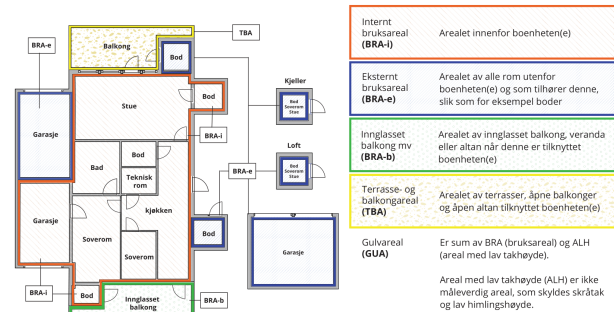 Balkong
TBA
BRA-e
Bod
Kjeller
Bod
Soverom
Stue
Stue
Bod
Garasje
BRA-i
Loft
Bod
Bad
Bod
Soverom
Stue
BRA-e
Teknisk
rom
Garasje
kjøkken
Bod
Soverom
Garasje
Soverom
BRA-i
Bod
Innglasset
balkong
BRA-b
Internt
bruksareal
(BRA-i)
Arealet innenfor boenheten(e)
Eksternt
bruksareal
(BRA-e)
Arealet av alle rom utenfor
boenheten(e) og som tilhører denne,
slik som for eksempel boder
Innglasset
balkong mv
(BRA-b)
Arealet av innglasset balkong, veranda
eller altan når denne er tilknyttet
boenheten(e)
Terrasse- og
balkongareal
(TBA)
Arealet av terrasser, åpne balkonger
og åpen altan tilknyttet boenheten(e)
Gulvareal
(GUA)
Er sum av BRA (bruksareal) og ALH
(areal med lav takhøyde).
Areal med lav takhøyde (ALH) er ikke
måleverdig areal, som skyldes skråtak
og lav himlingshøyde.